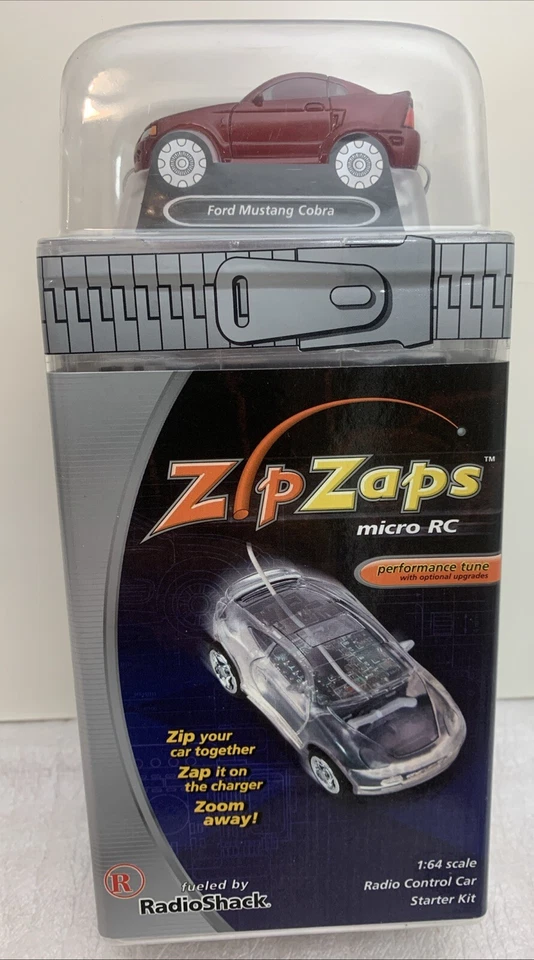 Ford Mustang Cobra
ZipZaps™
micro RC
performance tune
with optional upgrades
Zip your
car together
Zap it on
the charger
Zoom
away!
1:64 scale
Radio Control Car
Starter Kit
R
fueled by
RadioShack®